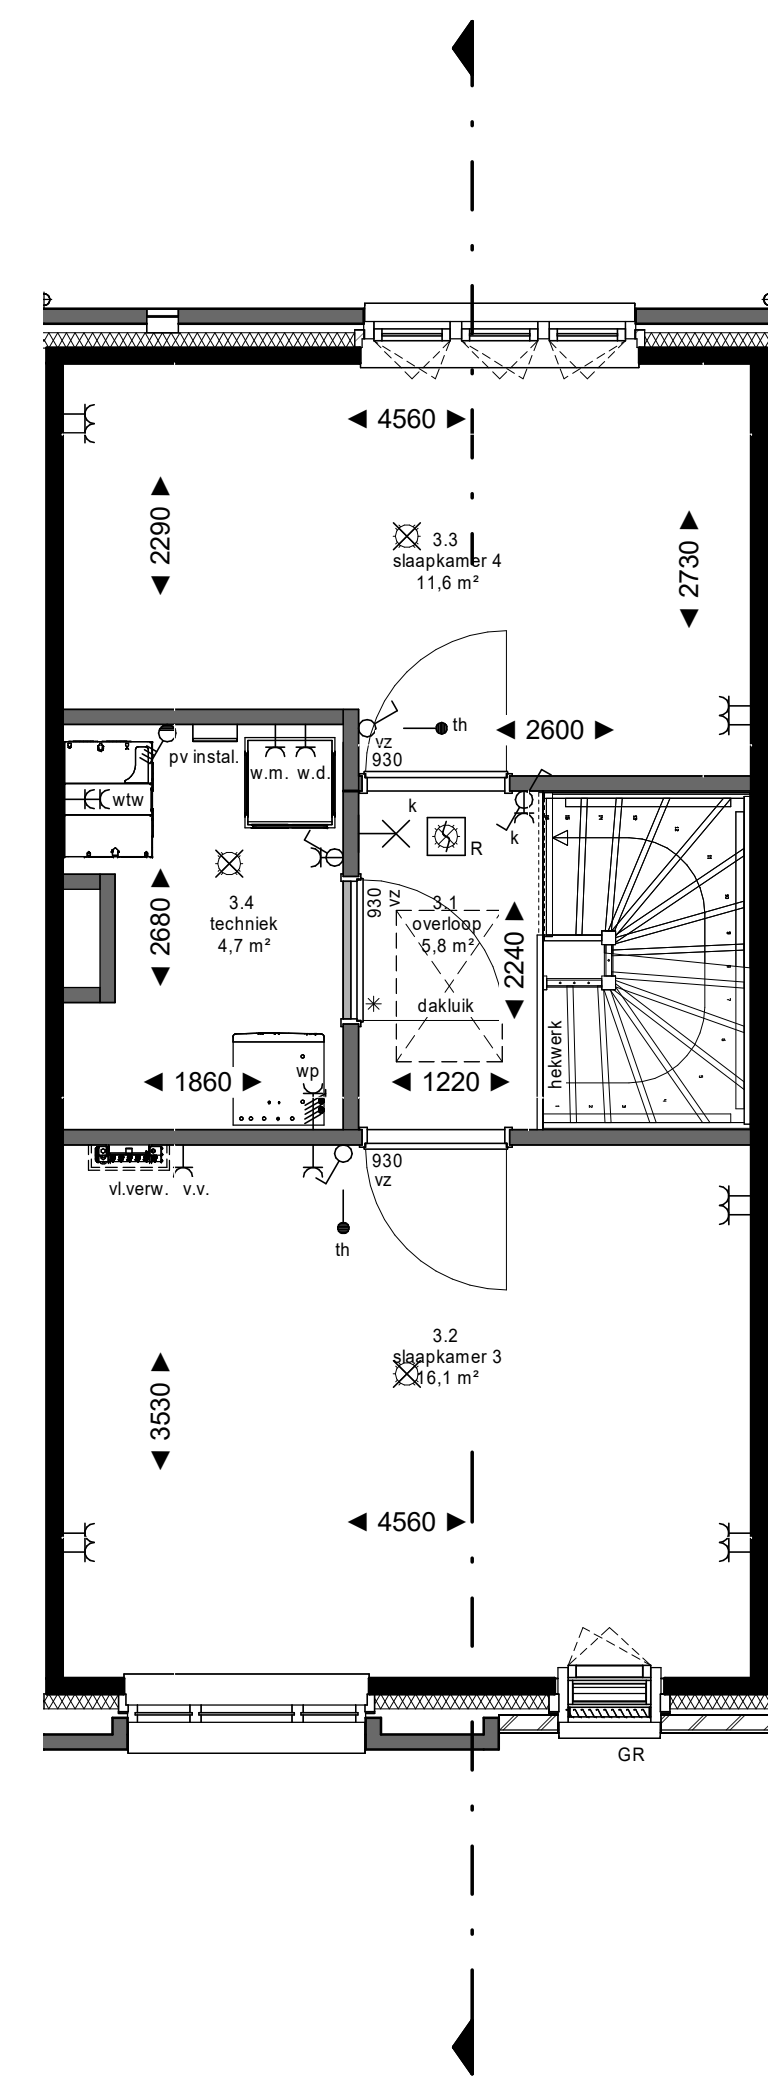 4560
2290
2730
3.3
slaapkamer 4
11,6 m²
th
2600
vz
930
pv instal.
w.m. w.d.
wtw
k
k
R
930
vz
3.4
techniek
4,7 m²
2680
3.1
overloop
5,8 m²
2240
dakluik
hekwerk
wp
1860
1220
930
vz
vl.verw. v.v.
th
3.2
slaapkamer 3
16,1 m²
3530
4560
GR